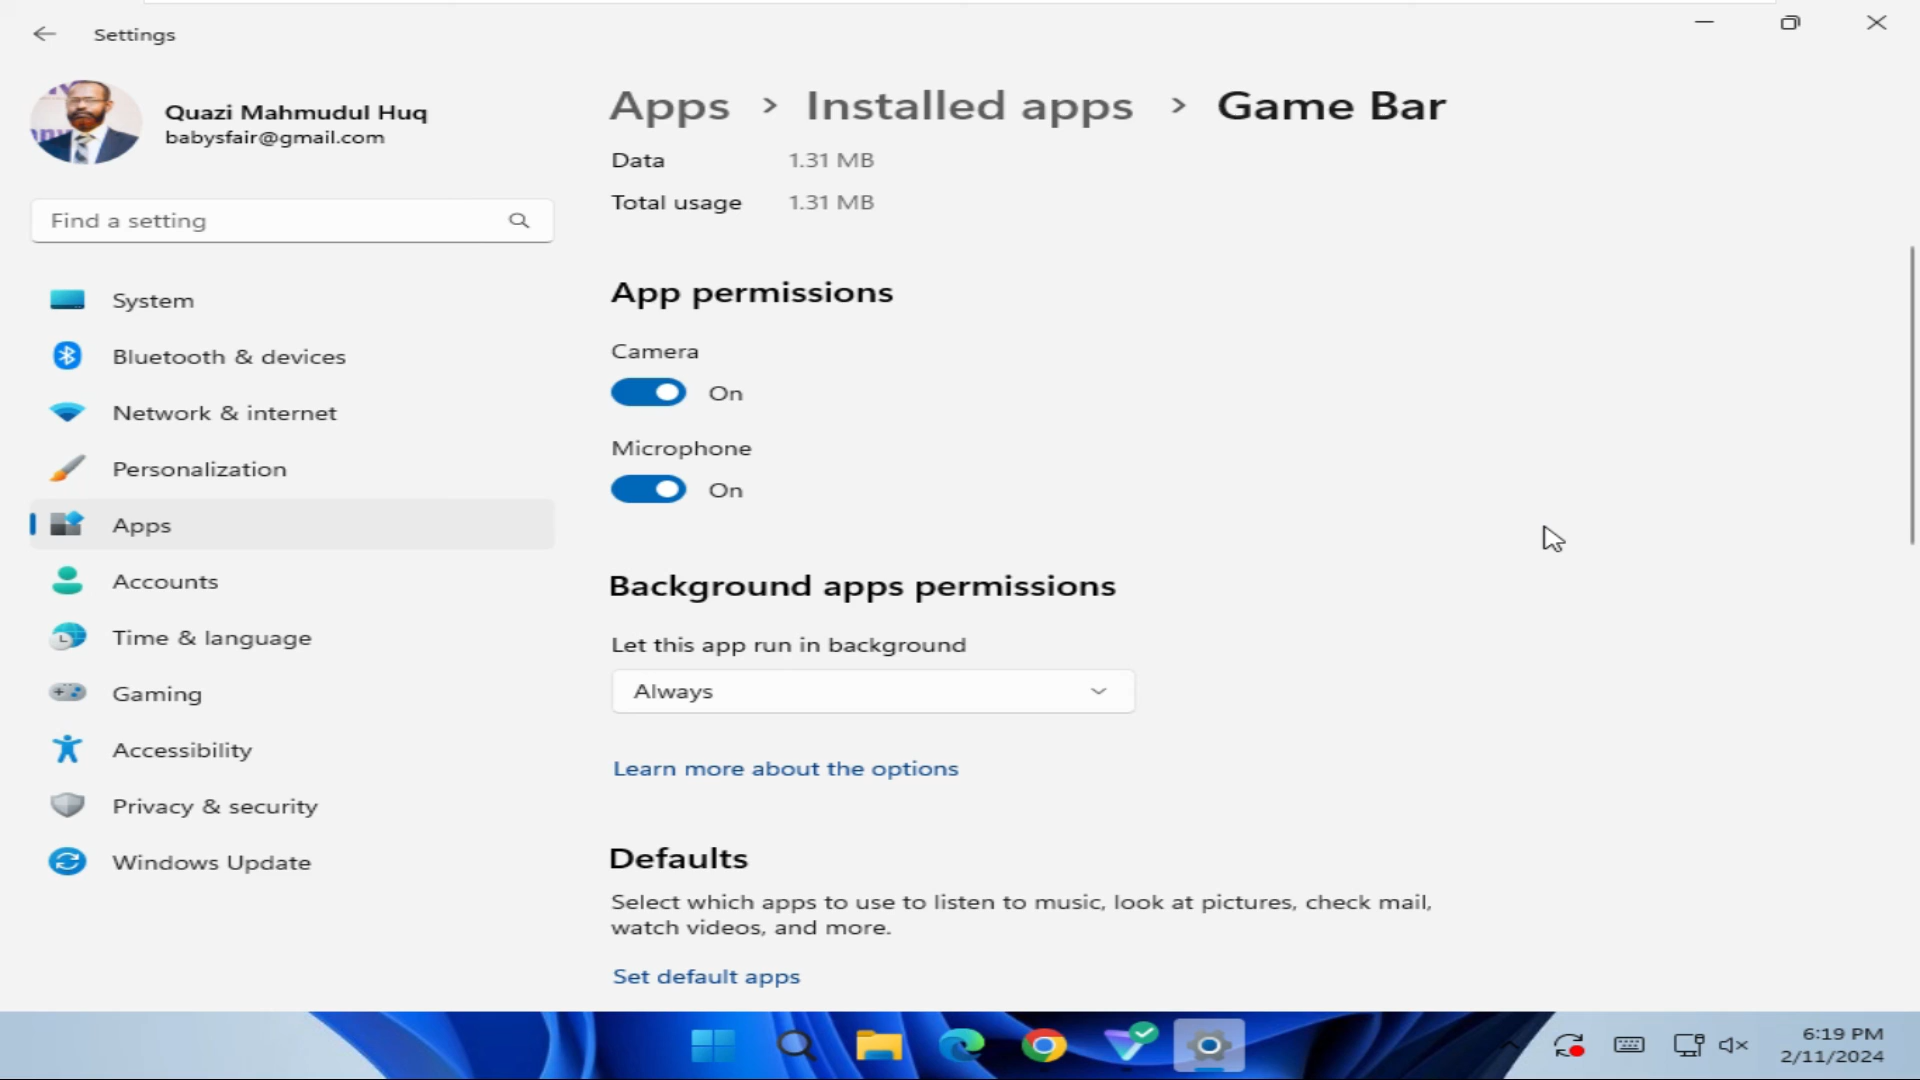 Settings
Quazi Mahmudul Huq
babysfair@gmail.com
Find a setting
System
Bluetooth & devices
Network & internet
Personalization
Apps
Accounts
Time & language
Gaming
Accessibility
Privacy & security
Windows Update
Apps > Installed apps > Game Bar
Data 1.31 MB
Total usage 1.31 MB
App permissions
Camera
On
Microphone
On
Background apps permissions
Let this app run in background
Always
Learn more about the options
Defaults
Select which apps to use to listen to music, look at pictures, check mail,
watch videos, and more.
Set default apps
6:19 PM
2/11/2024